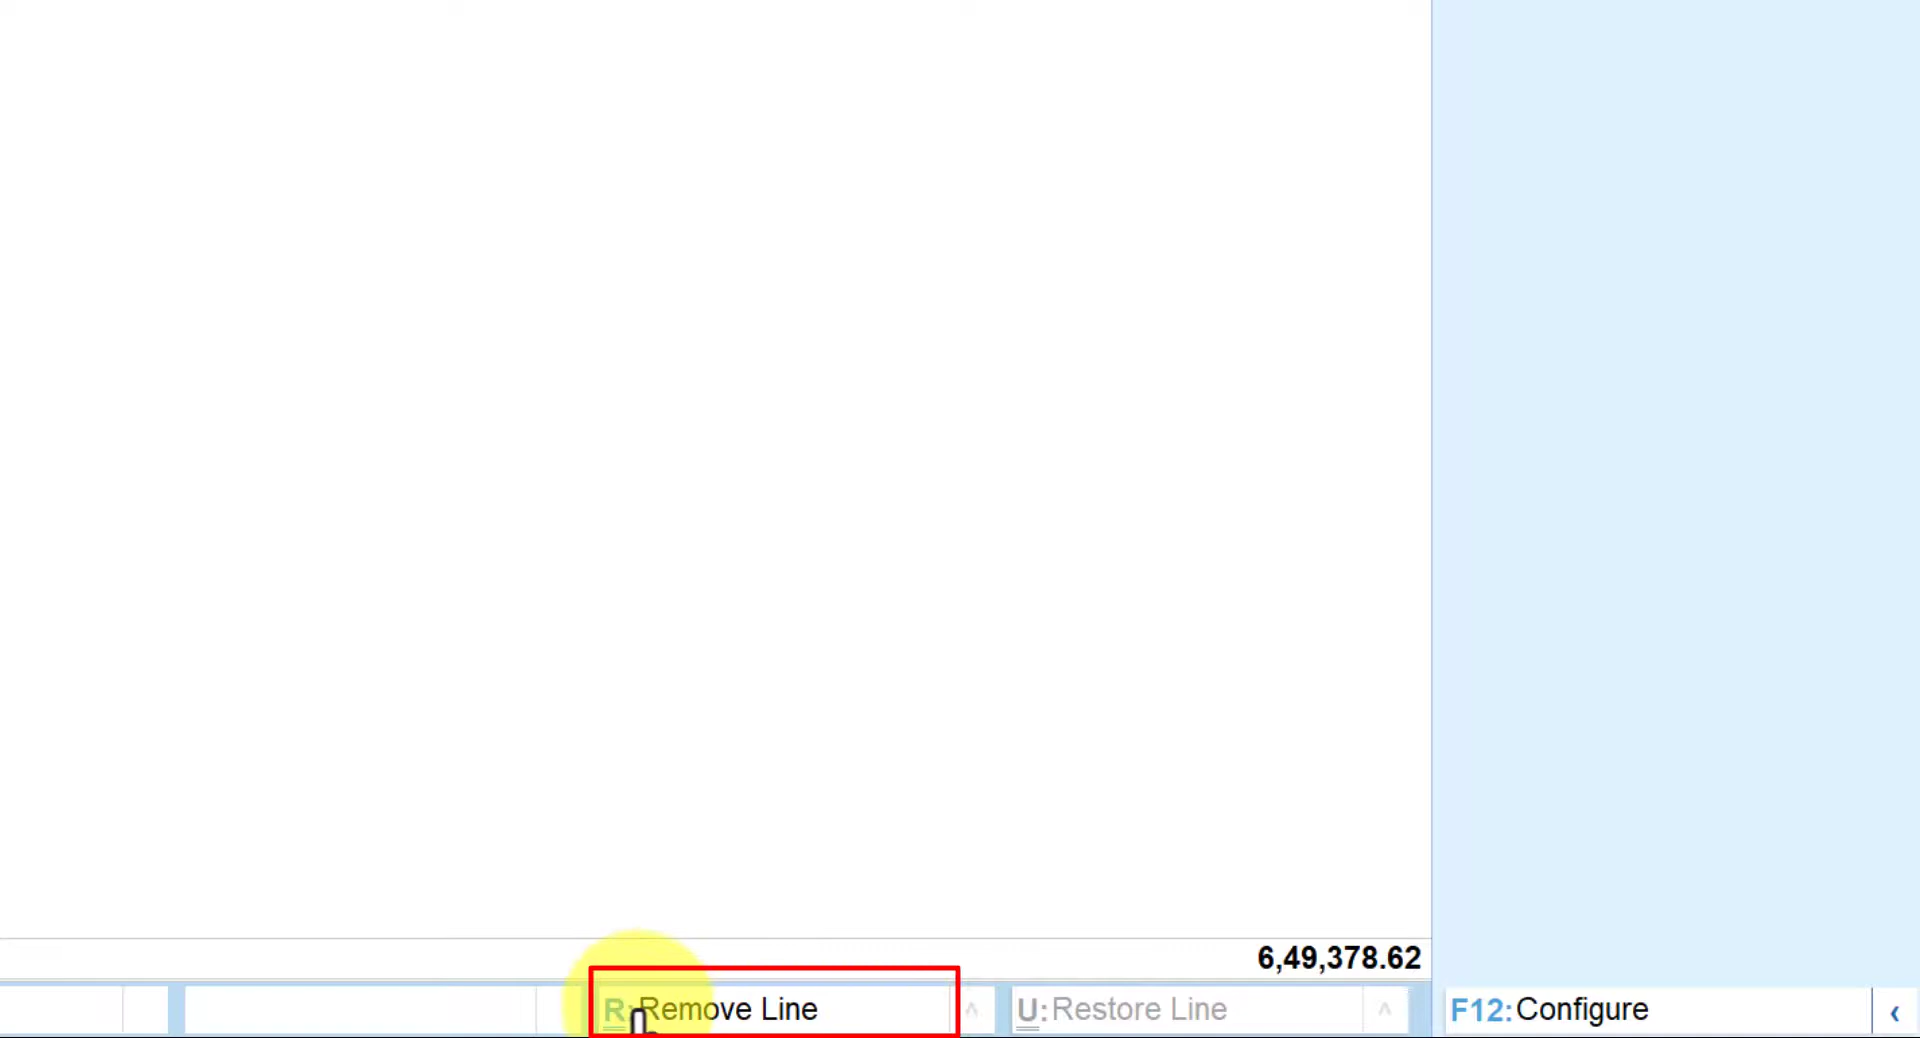 6,49,378.62
R: Remove Line ^ U: Restore Line ^ F12: Configure ‹